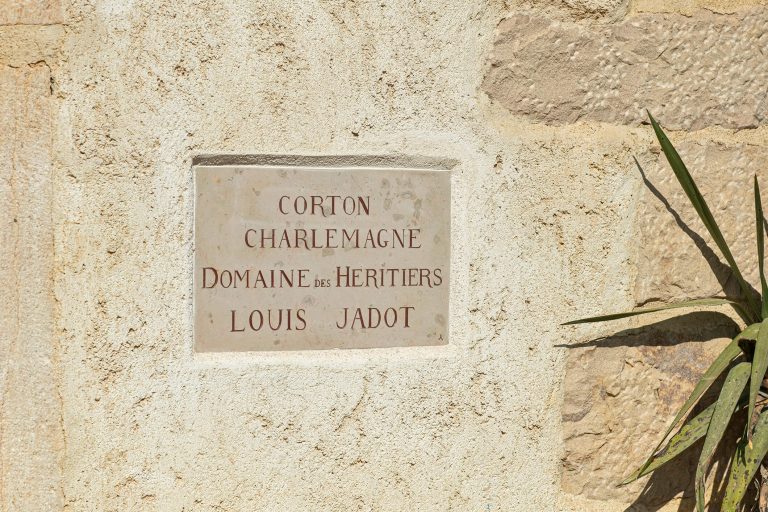 CORTON
CHARLEMAGNE
DOMAINE DES HERITIERS
LOUIS JADOT